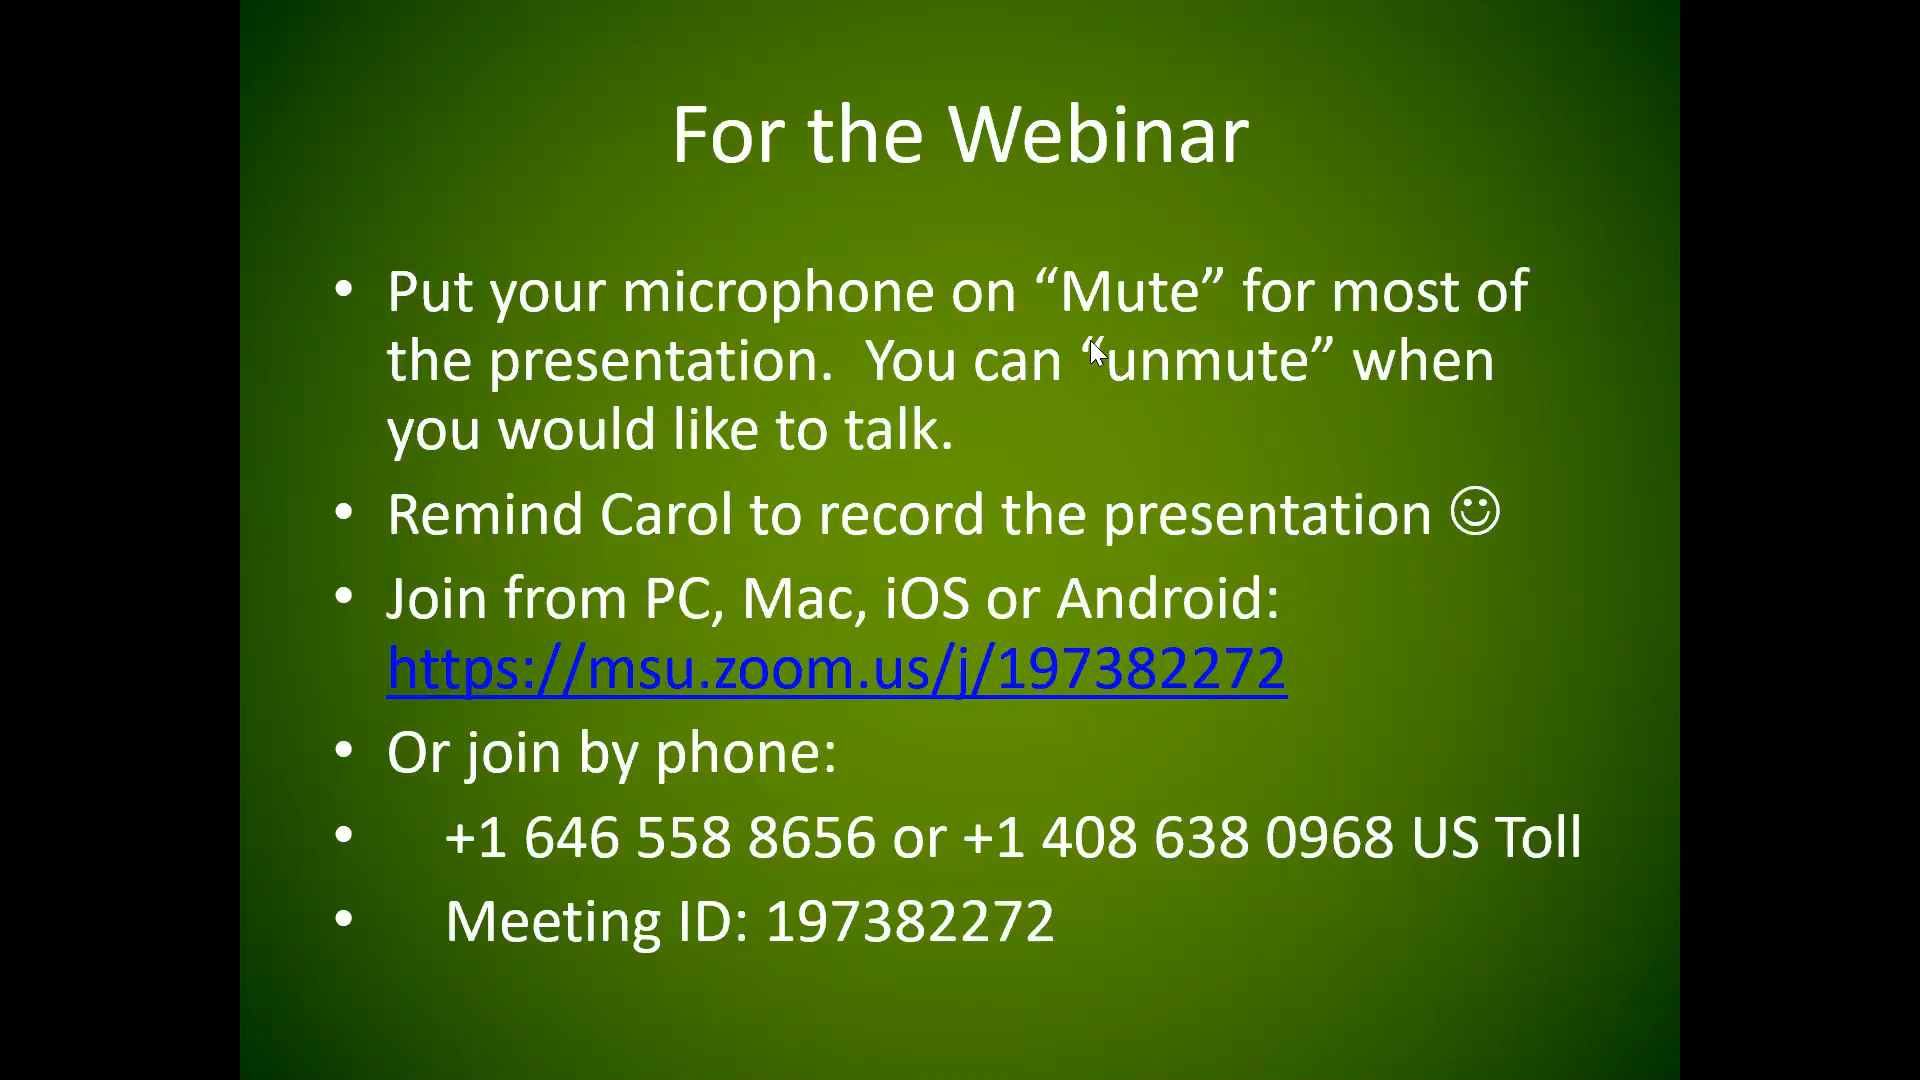 For the Webinar
• Put your microphone on “Mute” for most of
the presentation.  You can “unmute” when
you would like to talk.
• Remind Carol to record the presentation ☺
• Join from PC, Mac, iOS or Android:
https://msu.zoom.us/j/197382272
• Or join by phone:
• +1 646 558 8656 or +1 408 638 0968 US Toll
• Meeting ID: 197382272